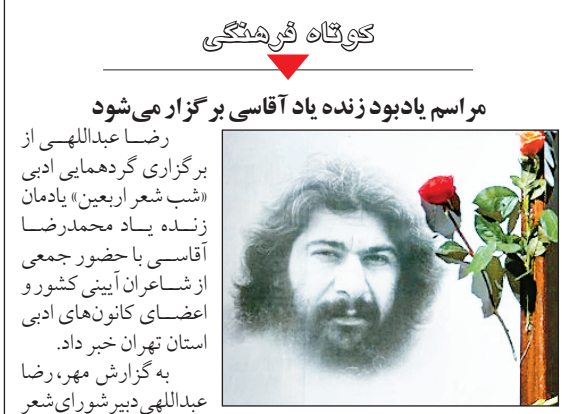 کوتاه فرهنگی
مراسم یادبود زنده یاد آقاسی برگزار می‌شود
رضا عبداللهی از
برگزاری گردهمایی ادبی
«شب شعر اربعین» یادمان
زنده یاد محمدرضا
آقاسی با حضور جمعی
از شاعران آیینی کشور و
اعضای کانون‌های ادبی
استان تهران خبر داد.
به گزارش مهر، رضا
عبداللهی دبیر شورای شعر